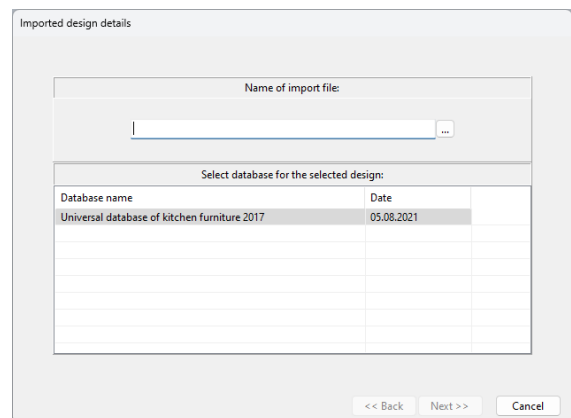 Imported design details
Name of import file:
...
Select database for the selected design:
Database name Date
Universal database of kitchen furniture 2017 05.08.2021
<< Back Next >> Cancel